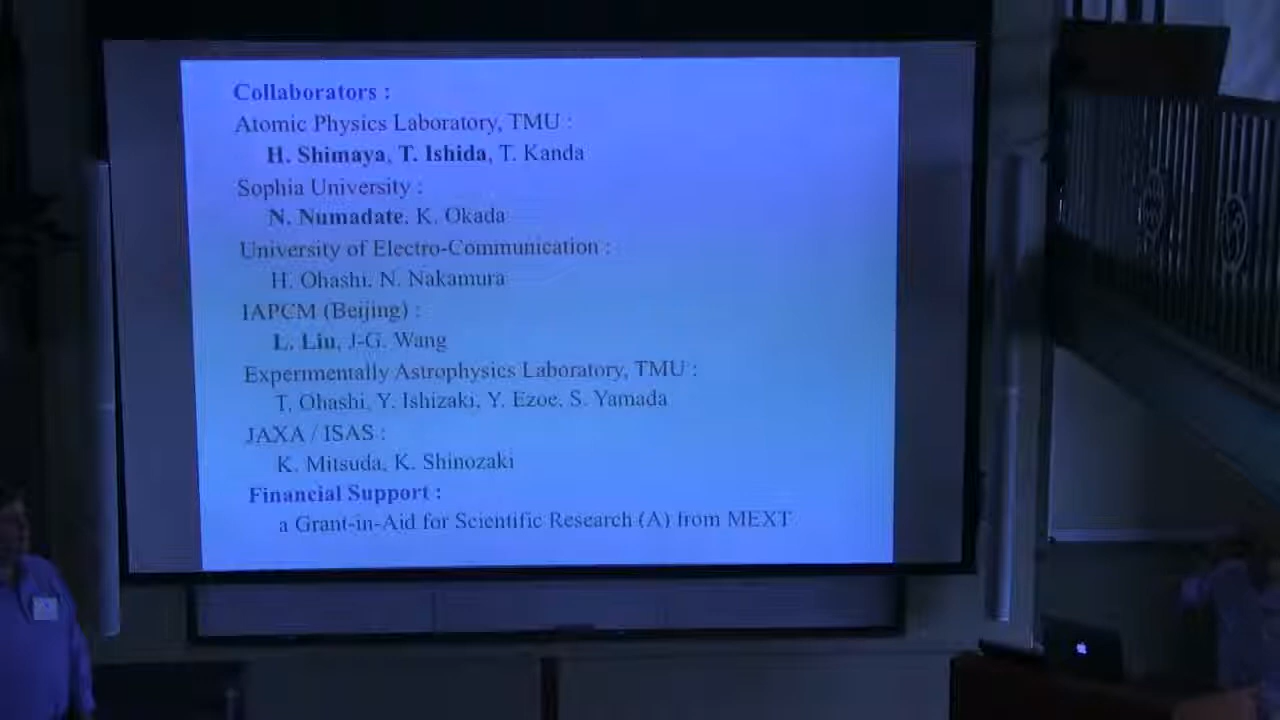 Collaborators :
Atomic Physics Laboratory, TMU :
H. Shimaya, T. Ishida, T. Kanda
Sophia University :
N. Numadate, K. Okada
University of Electro-Communication :
H. Ohashi, N. Nakamura
IAPCM (Beijing) :
L. Liu, J-G. Wang
Expermentally Astrophysics Laboratory, TMU :
T. Ohashi, Y. Ishizaki, Y. Ezoe, S. Yamada
JAXA / ISAS :
K. Mitsuda, K. Shinozaki
Financial Support :
a Grant-in-Aid for Scientific Research (A) from MEXT